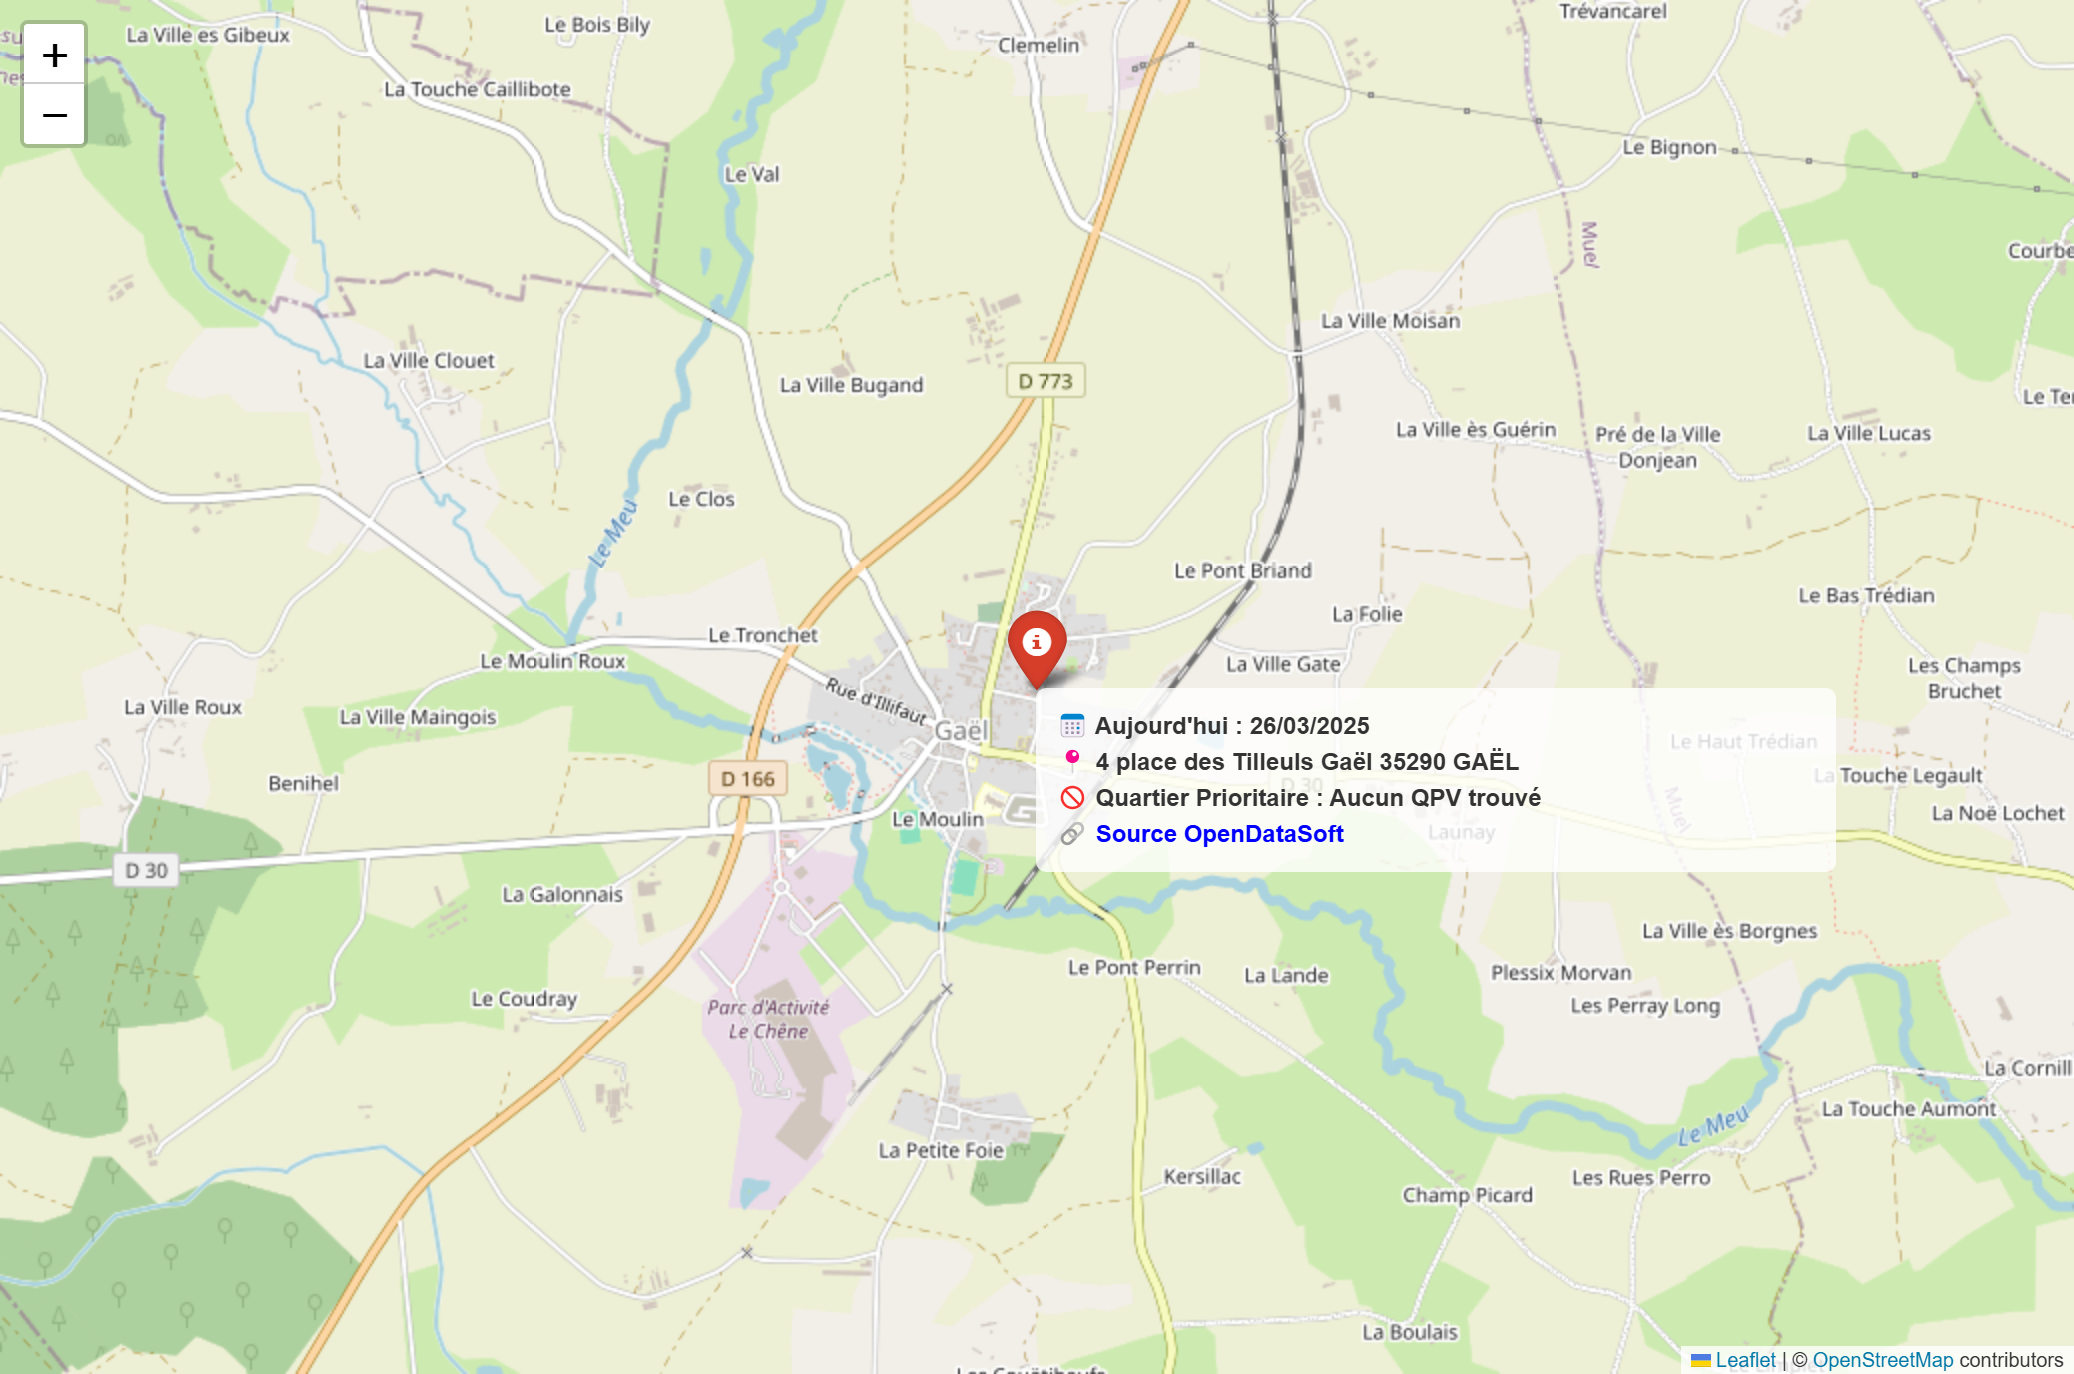 +
−
La Ville es Gibeux
Le Bois Bily
Clemelin
Trévancarel
La Touche Caillibote
Le Val
Le Bignon
Muel
Courbe
La Ville Moisan
La Ville Clouet
La Ville Bugand
D 773
Le Ter
La Ville ès Guérin
Pré de la Ville
Donjean
La Ville Lucas
Le Clos
Le Meu
Le Pont Briand
La Folie
Le Bas Trédian
Le Tronchet
Le Moulin Roux
La Ville Gate
Les Champs
Bruchet
La Ville Roux
La Ville Maingois
Rue d'Illifaut
Gaël
Aujourd'hui : 26/03/2025
4 place des Tilleuls Gaël 35290 GAËL
Quartier Prioritaire : Aucun QPV trouvé
Source OpenDataSoft
Le Haut Trédian
La Touche Legault
D 30
Muel
Launay
La Noë Lochet
Benihel
D 166
Le Moulin
G
D 30
La Galonnais
La Ville ès Borgnes
Le Pont Perrin
La Lande
Plessix Morvan
Les Perray Long
Le Coudray
Parc d'Activité
Le Chêne
La Cornill
La Touche Aumont
Le Meu
La Petite Foie
Kersillac
Champ Picard
Les Rues Perro
La Boulais
Leaflet | © OpenStreetMap contributors